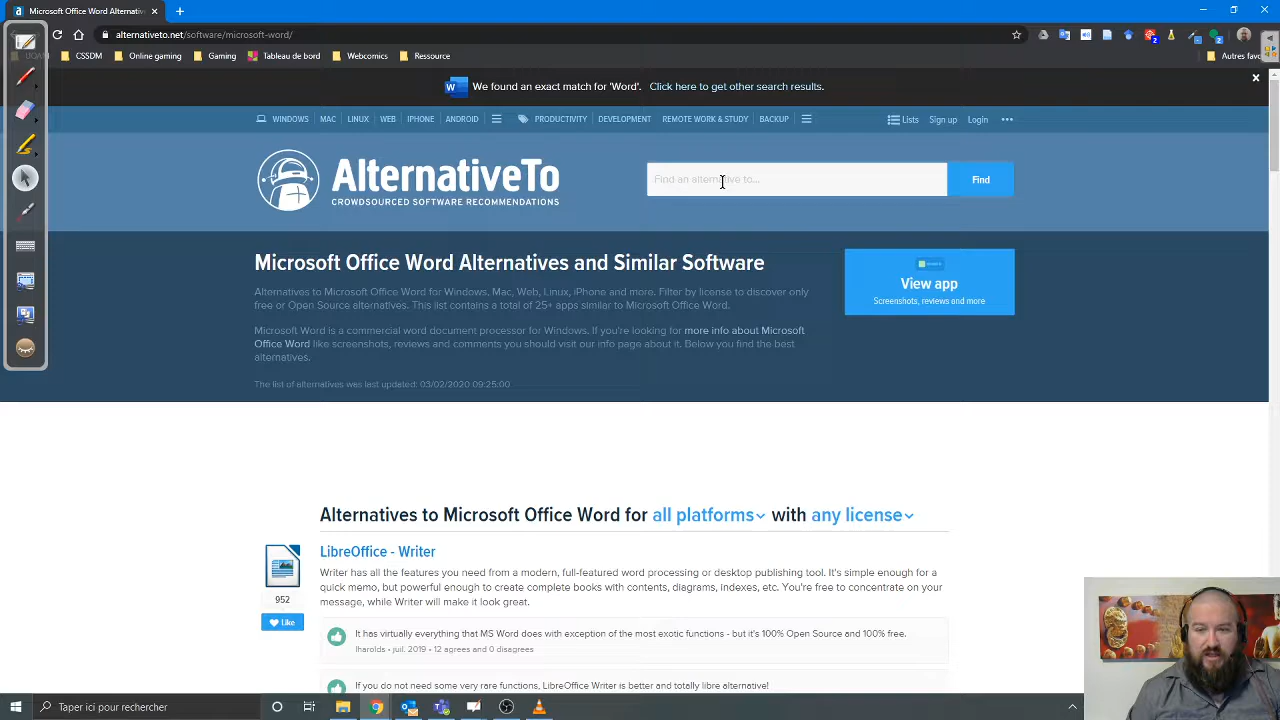 Microsoft Office Word Alternativ
alternativeto.net/software/microsoft-word/
CSSDM
Online gaming
Gaming
Tableau de bord
Webcomics
Ressource
Autres favo
We found an exact match for 'Word'. Click here to get other search results.
WINDOWS MAC LINUX WEB IPHONE ANDROID
PRODUCTIVITY DEVELOPMENT REMOTE WORK & STUDY BACKUP
Lists Sign up Login
AlternativeTo
CROWDSOURCED SOFTWARE RECOMMENDATIONS
Find an alternative to...
Find
Microsoft Office Word Alternatives and Similar Software
Alternatives to Microsoft Office Word for Windows, Mac, Web, Linux, iPhone and more. Filter by license to discover only
free or Open Source alternatives. This list contains a total of 25+ apps similar to Microsoft Office Word.
Microsoft Word is a commercial word document processor for Windows. If you're looking for more info about Microsoft
Office Word like screenshots, reviews and comments you should visit our info page about it. Below you find the best
alternatives.
The list of alternatives was last updated: 03/02/2020 09:25:00
View app
Screenshots, reviews and more
Alternatives to Microsoft Office Word for all platforms with any license
LibreOffice - Writer
Writer has all the features you need from a modern, full-featured word processing or desktop publishing tool. It's simple enough for a
quick memo, but powerful enough to create complete books with contents, diagrams, indexes, etc. You're free to concentrate on your
message, while Writer will make it look great.
952
Like
It has virtually everything that MS Word does with exception of the most exotic functions - but it's 100% Open Source and 100% free.
lharolds • juil. 2019 • 12 agrees and 0 disagrees
If you do not need some very rare functions, LibreOffice Writer is better and totally libre alternative!
Taper ici pour rechercher